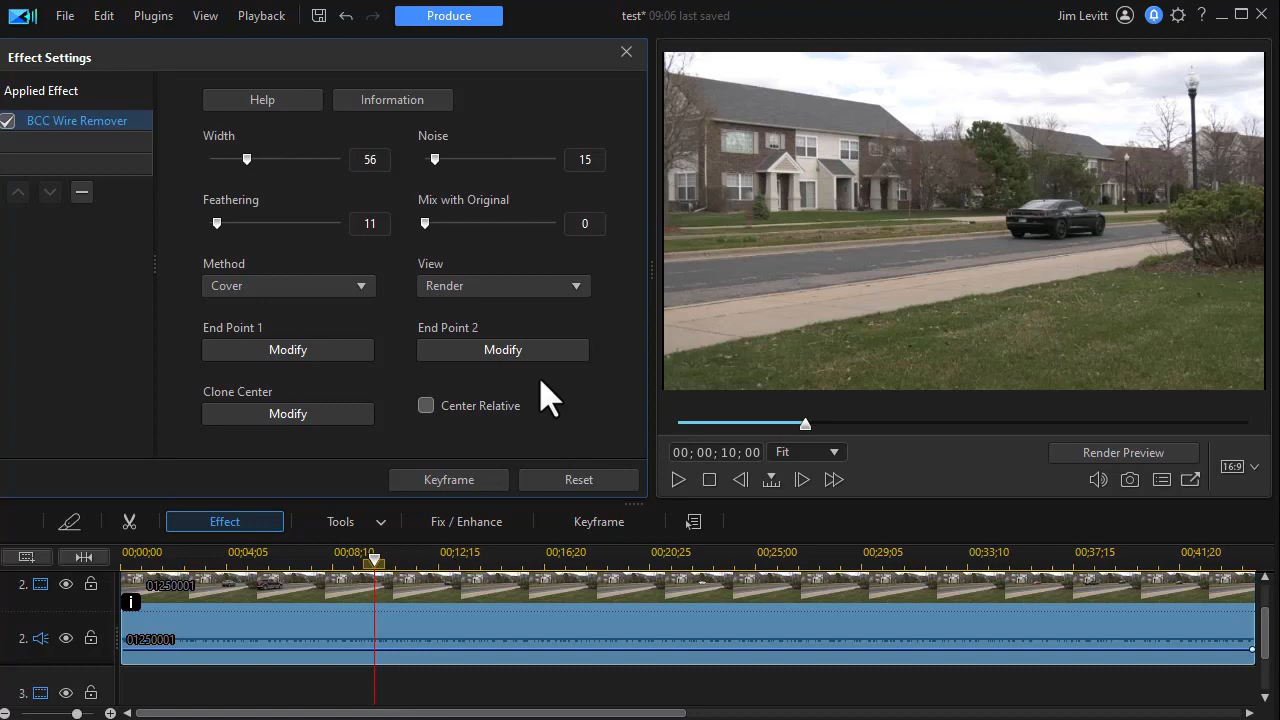 File Edit Plugins View Playback Produce test* 09:06 last saved Jim Levitt ?
Effect Settings
Applied Effect
BCC Wire Remover
Help Information
Width Noise
56 15
Feathering Mix with Original
11 0
Method View
Cover Render
End Point 1 End Point 2
Modify Modify
Clone Center
Modify Center Relative
Keyframe Reset
00; 00; 10; 00 Fit Render Preview
16:9
Effect Tools Fix / Enhance Keyframe
00;00;00 00;04;05 00;08;10 00;12;15 00;16;20 00;20;25 00;25;00 00;29;05 00;33;10 00;37;15 00;41;20
2. 01250001
i
2. 01250001
3.